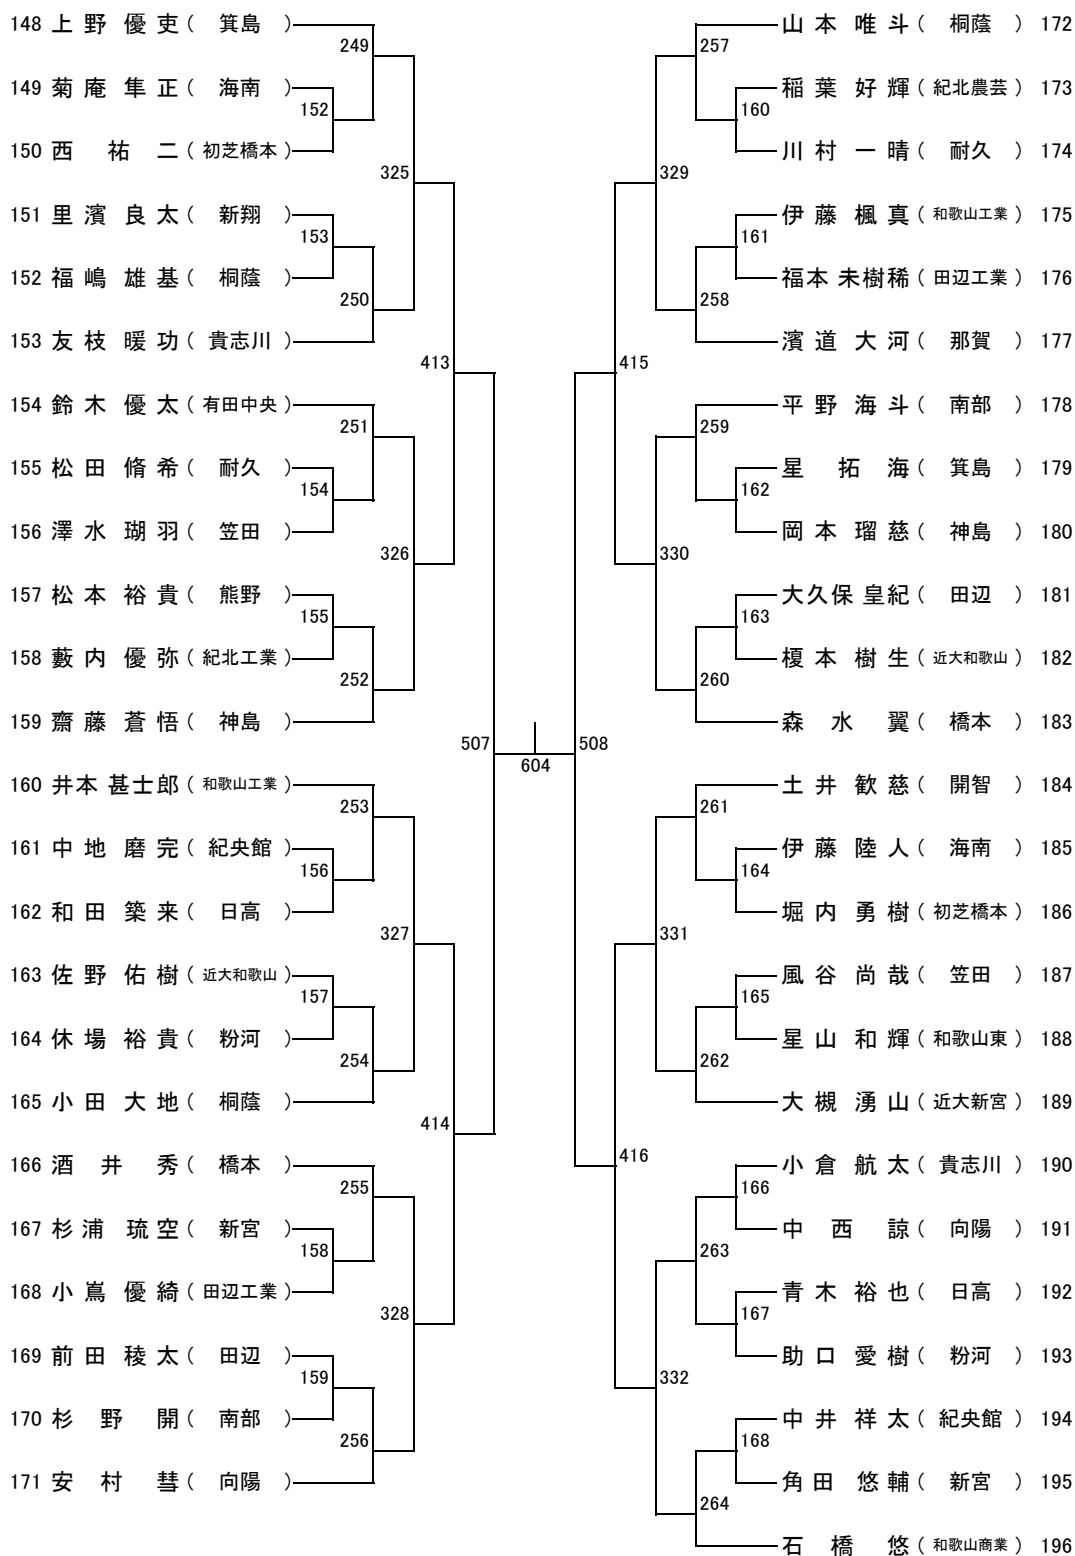 148 上野優吏（箕島）
249
149 菊庵隼正（海南）
152
150 西祐二（初芝橋本）
325
151 里濱良太（新翔）
153
152 福嶋雄基（桐蔭）
250
153 友枝暖功（貴志川）
413
154 鈴木優太（有田中央）
251
155 松田脩希（耐久）
154
156 澤水瑚羽（笠田）
326
157 松本裕貴（熊野）
155
158 藪内優弥（紀北工業）
252
159 齋藤蒼悟（神島）
507
160 井本甚士郎（和歌山工業）
253
161 中地磨完（紀央館）
156
162 和田築来（日高）
327
163 佐野佑樹（近大和歌山）
157
164 休場裕貴（粉河）
254
165 小田大地（桐蔭）
414
166 酒井秀（橋本）
255
167 杉浦琉空（新宮）
158
168 小嶌優綺（田辺工業）
328
169 前田稜太（田辺）
159
170 杉野開（南部）
256
171 安村彗（向陽）
604
山本唯斗（桐蔭）172
257
稲葉好輝（紀北農芸）173
160
川村一晴（耐久）174
329
伊藤楓真（和歌山工業）175
161
福本未樹稀（田辺工業）176
258
濱道大河（那賀）177
415
平野海斗（南部）178
259
星拓海（箕島）179
162
岡本瑠慈（神島）180
330
大久保皇紀（田辺）181
163
榎本樹生（近大和歌山）182
260
森水翼（橋本）183
508
土井歓慈（開智）184
261
伊藤陸人（海南）185
164
堀内勇樹（初芝橋本）186
331
風谷尚哉（笠田）187
165
星山和輝（和歌山東）188
262
大槻湧山（近大新宮）189
416
小倉航太（貴志川）190
166
中西諒（向陽）191
263
青木裕也（日高）192
167
助口愛樹（粉河）193
332
中井祥太（紀央館）194
168
角田悠輔（新宮）195
264
石橋悠（和歌山商業）196